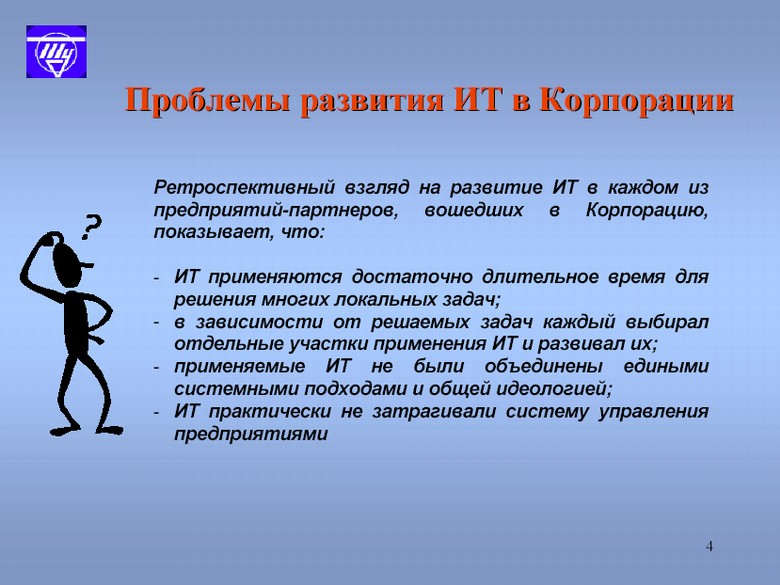 Проблемы развития ИТ в Корпорации
Ретроспективный взгляд на развитие ИТ в каждом из
предприятий-партнеров, вошедших в Корпорацию,
показывает, что:
- ИТ применяются достаточно длительное время для
решения многих локальных задач;
- в зависимости от решаемых задач каждый выбирал
отдельные участки применения ИТ и развивал их;
- применяемые ИТ не были объединены едиными
системными подходами и общей идеологией;
- ИТ практически не затрагивали систему управления
предприятиями
?
4